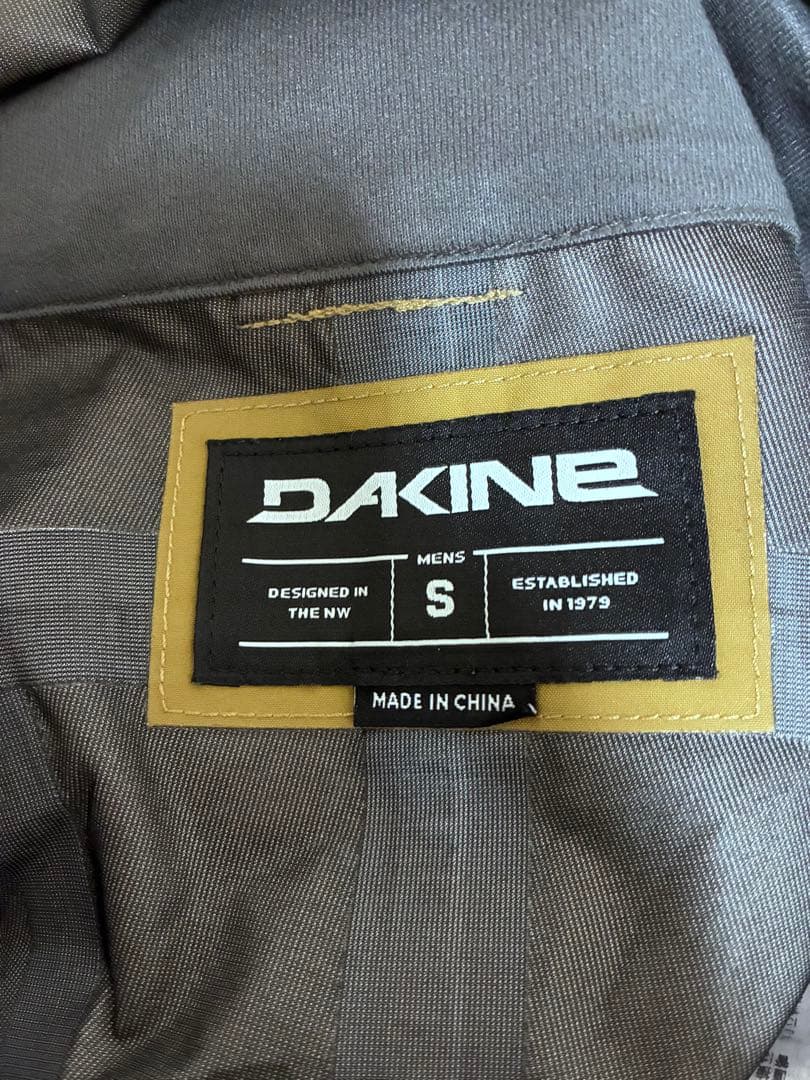 DAKINE
MENS
DESIGNED IN
THE NW
S
ESTABLISHED
IN 1979
MADE IN CHINA